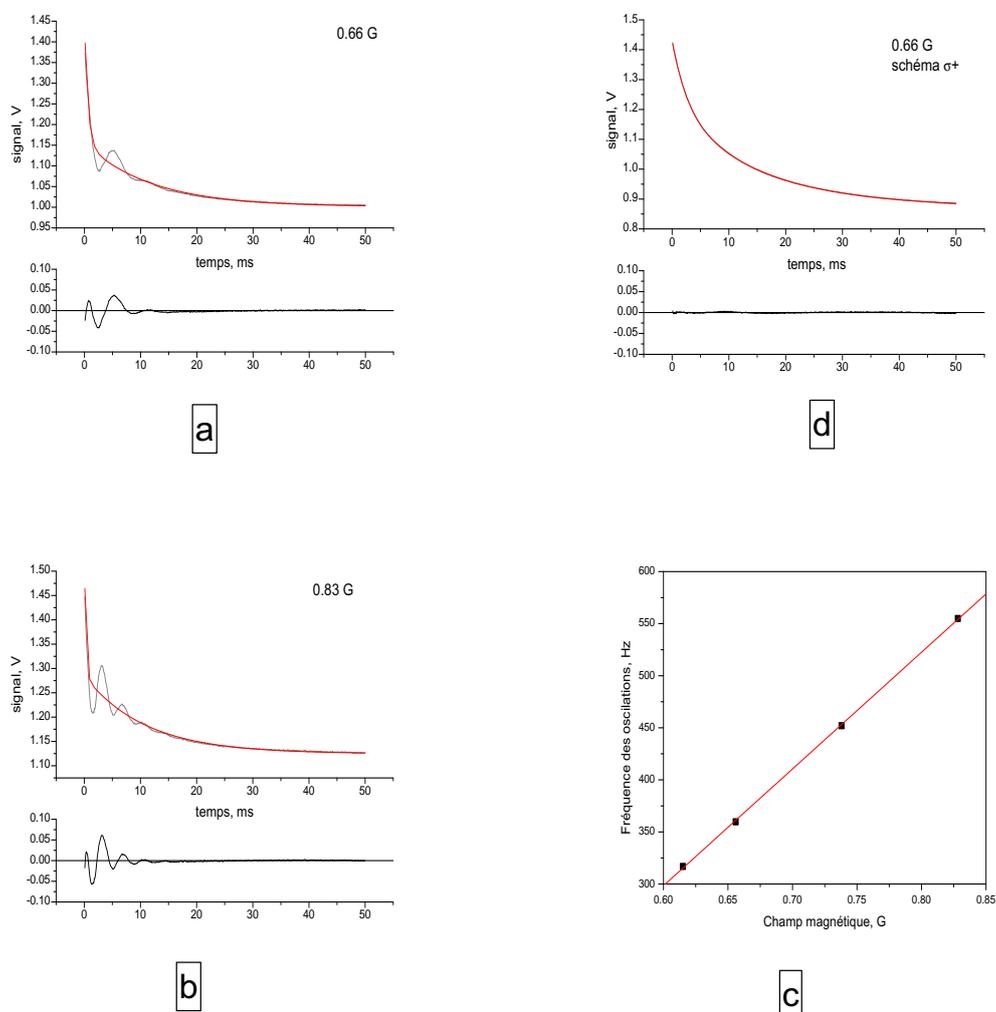 1.45
1.40
1.35
1.30
1.25
1.20
1.15
1.10
1.05
1.00
0.95
signal, V
0.66 G
0 10 20 30 40 50
temps, ms
0.10
0.05
0.00
-0.05
-0.10
0 10 20 30 40 50
a
1.5
1.4
1.3
1.2
1.1
1.0
0.9
0.8
signal, V
0.66 G
schéma σ+
0 10 20 30 40 50
temps, ms
0.10
0.05
0.00
-0.05
-0.10
0 10 20 30 40 50
d
1.50
1.45
1.40
1.35
1.30
1.25
1.20
1.15
1.10
signal, V
0.83 G
0 10 20 30 40 50
temps, ms
0.10
0.05
0.00
-0.05
-0.10
0 10 20 30 40 50
b
600
550
500
450
400
350
300
Fréquence des oscilations, Hz
0.60 0.65 0.70 0.75 0.80 0.85
Champ magnétique, G
c